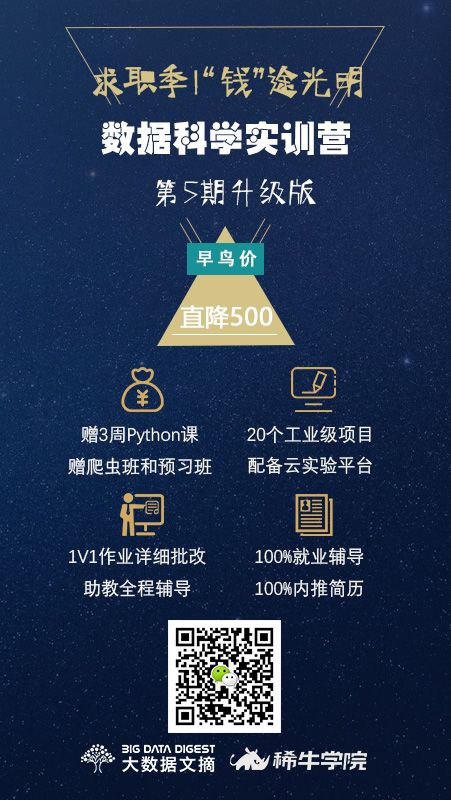 求职季|“钱”途光明
数据科学实训营
第5期升级版
早鸟价
直降500
赠3周Python课
赠爬虫班和预习班
20个工业级项目
配备云实验平台
1V1作业详细批改
助教全程辅导
100%就业辅导
100%内推简历
BIG DATA DIGEST
大数据文摘
稀牛学院